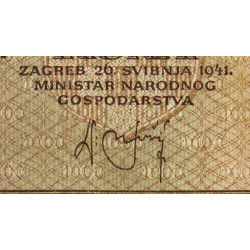 ZAGREB, 26. SVIBNJA 1941.
MINISTAR NARODNOG
GOSPODARSTVA